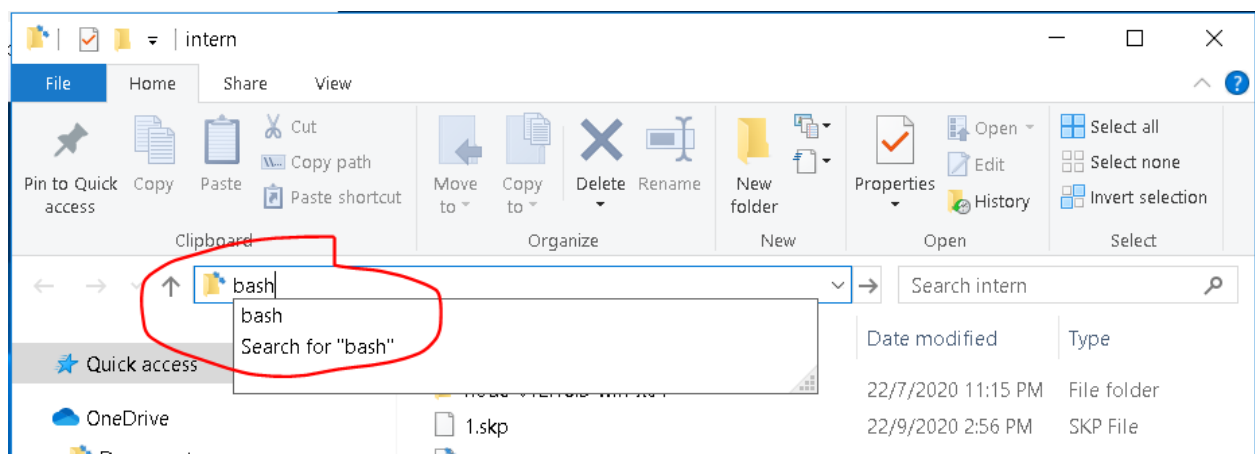 intern
File Home Share View
Pin to Quick access
Copy
Paste
Cut
Copy path
Paste shortcut
Move to
Copy to
Delete
Rename
New folder
Properties
Open
Edit
History
Select all
Select none
Invert selection
Clipboard Organize New Open Select
bash
Search intern
bash
Search for "bash"
Date modified Type
Quick access
22/7/2020 11:15 PM File folder
OneDrive
1.skp 22/9/2020 2:56 PM SKP File